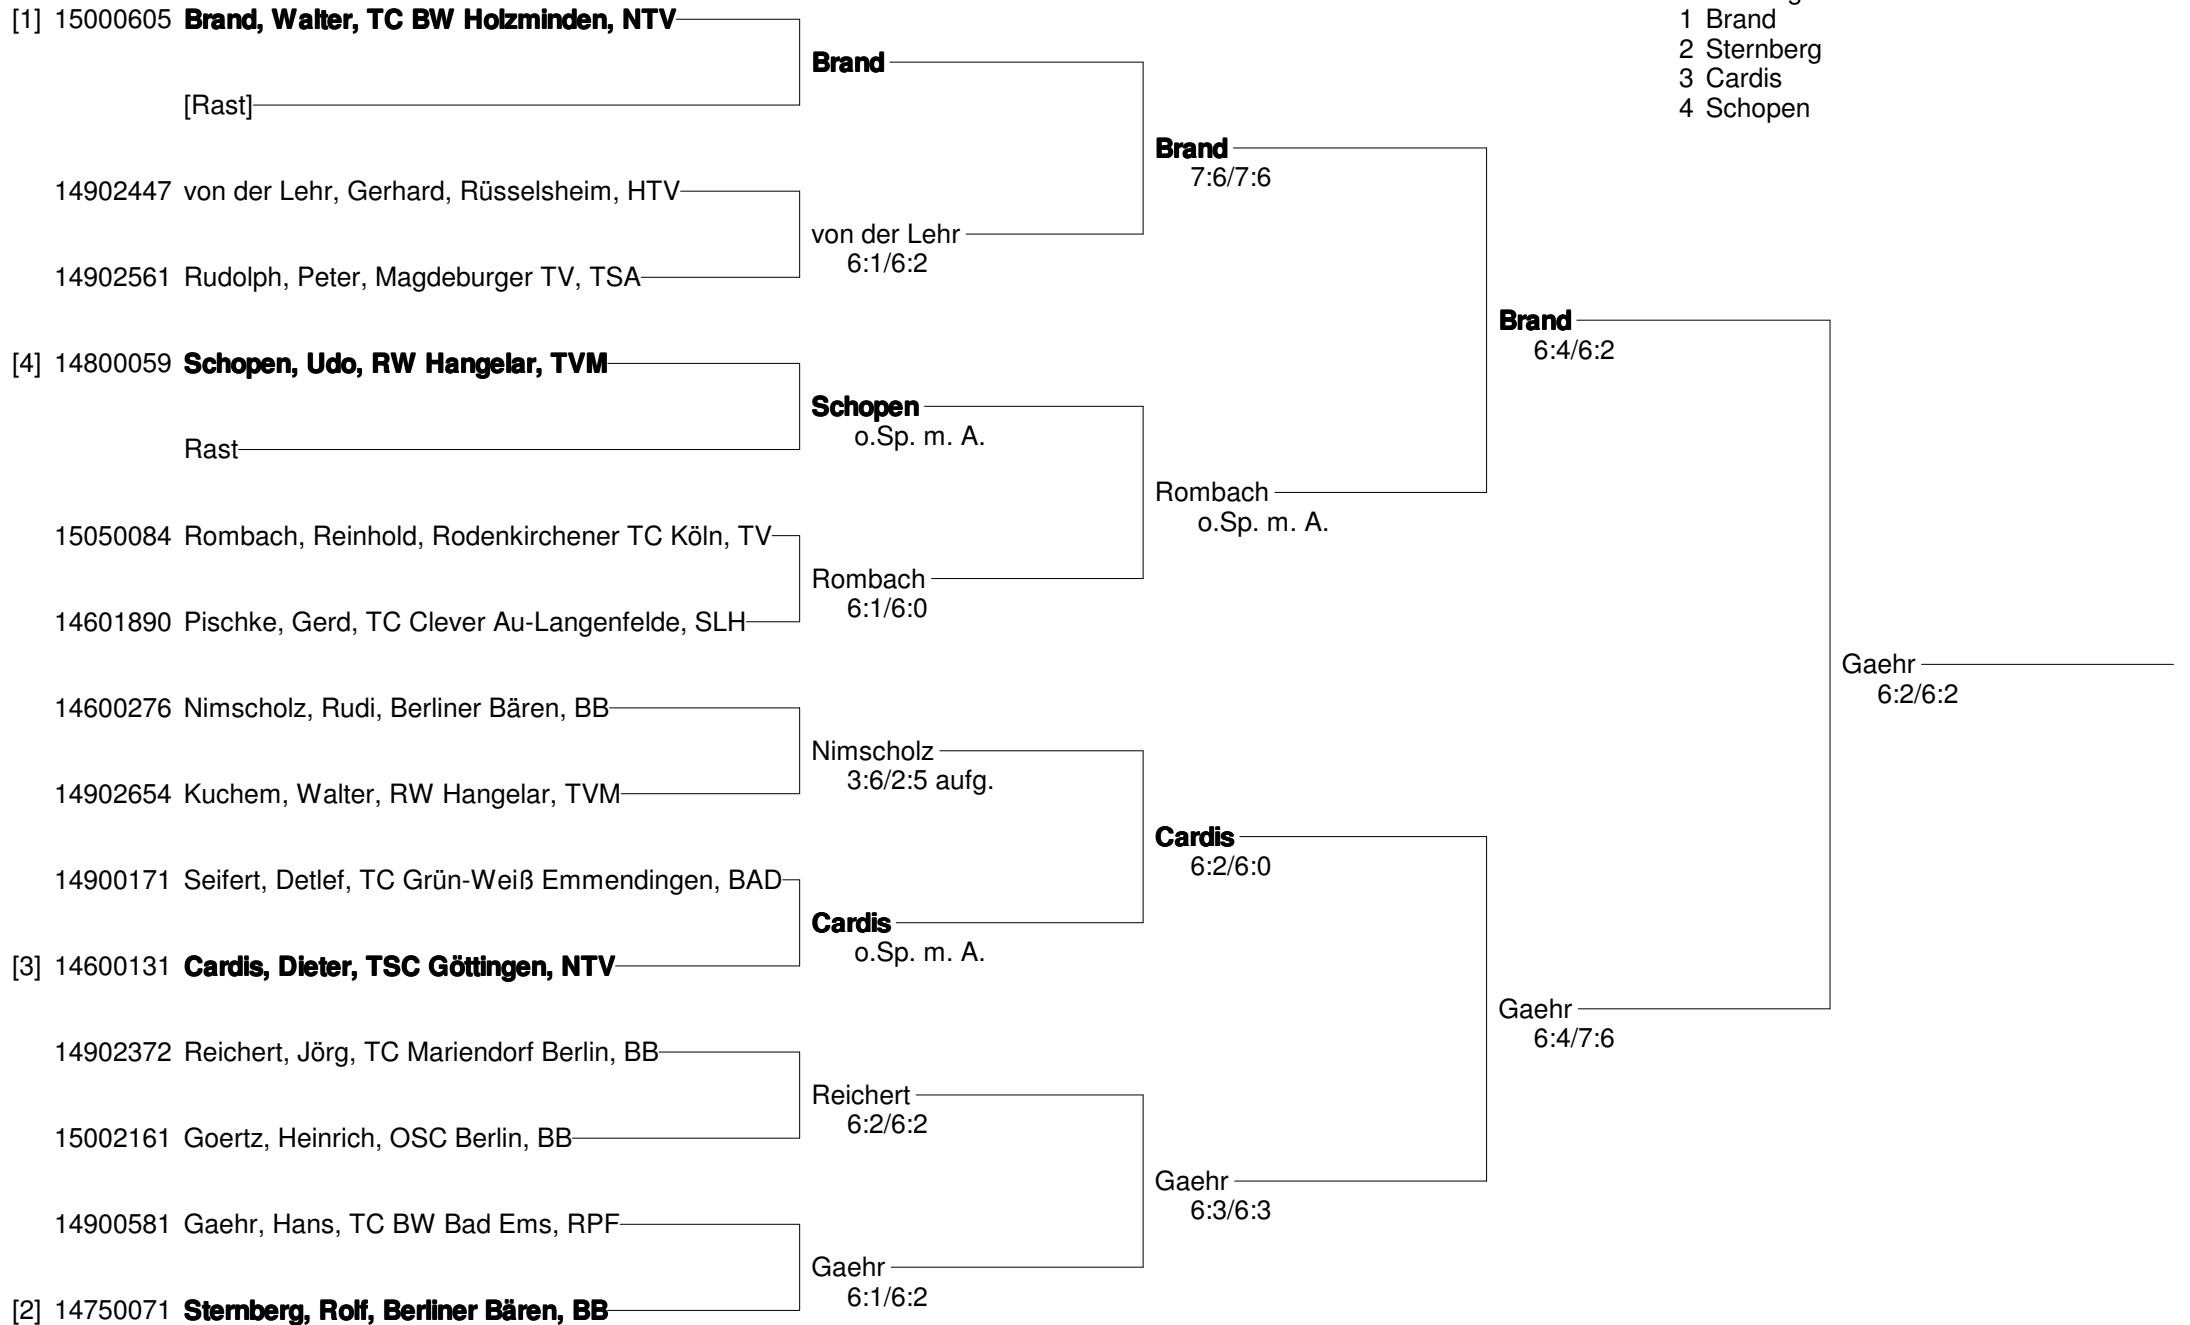 [1] 15000605 Brand, Walter, TC BW Holzminden, NTV
1 Brand
2 Sternberg
3 Cardis
4 Schopen
Brand
[Rast]
Brand
7:6/7:6
14902447 von der Lehr, Gerhard, Rüsselsheim, HTV
von der Lehr
6:1/6:2
14902561 Rudolph, Peter, Magdeburger TV, TSA
Brand
6:4/6:2
[4] 14800059 Schopen, Udo, RW Hangelar, TVM
Schopen
o.Sp. m. A.
Rast
Rombach
o.Sp. m. A.
15050084 Rombach, Reinhold, Rodenkirchener TC Köln, TV
Rombach
6:1/6:0
14601890 Pischke, Gerd, TC Clever Au-Langenfelde, SLH
Gaehr
6:2/6:2
14600276 Nimscholz, Rudi, Berliner Bären, BB
Nimscholz
3:6/2:5 aufg.
14902654 Kuchem, Walter, RW Hangelar, TVM
Cardis
6:2/6:0
14900171 Seifert, Detlef, TC Grün-Weiß Emmendingen, BAD
Cardis
o.Sp. m. A.
[3] 14600131 Cardis, Dieter, TSC Göttingen, NTV
Gaehr
6:4/7:6
14902372 Reichert, Jörg, TC Mariendorf Berlin, BB
Reichert
6:2/6:2
15002161 Goertz, Heinrich, OSC Berlin, BB
Gaehr
6:3/6:3
14900581 Gaehr, Hans, TC BW Bad Ems, RPF
Gaehr
6:1/6:2
[2] 14750071 Sternberg, Rolf, Berliner Bären, BB